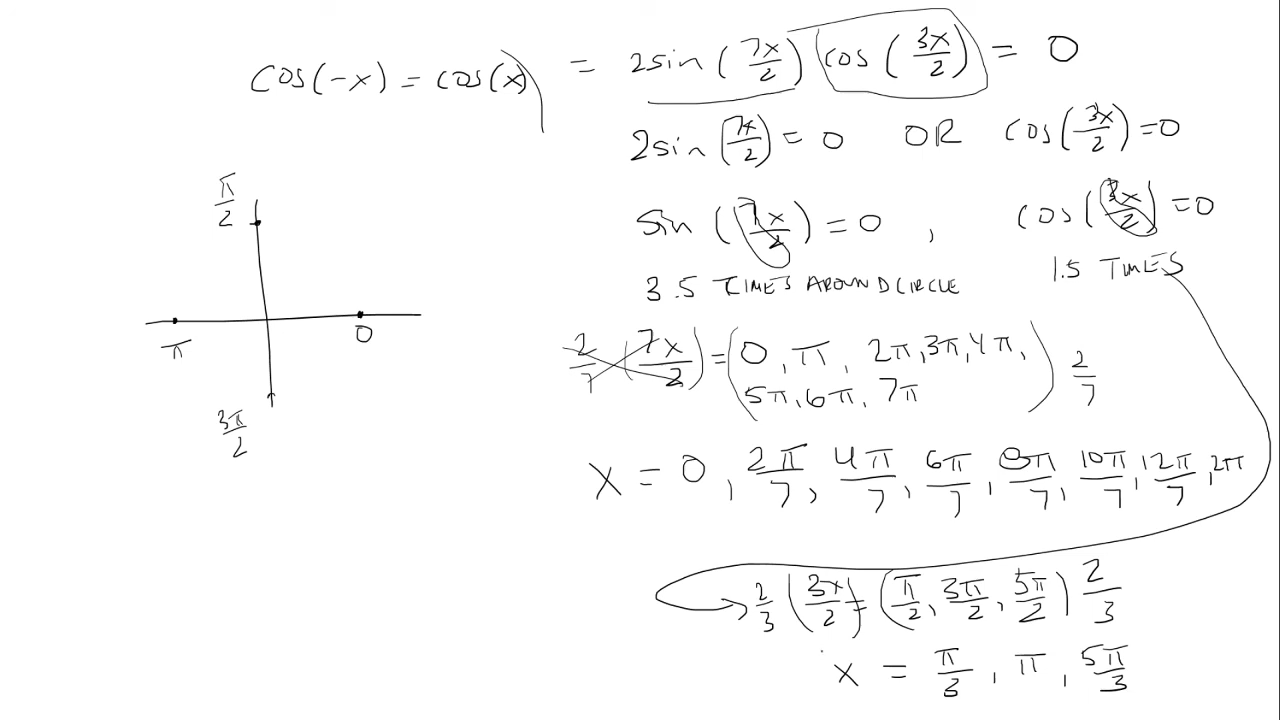 cos(-x) = cos(x) = 2sin(7x/2) cos(3x/2) = 0
2sin(7x/2) = 0 OR cos(3x/2) = 0
sin(7x/2) = 0 , cos(3x/2) = 0
3.5 TIMES AROUND CIRCLE 1.5 TIMES
π/2
π 0
3π/2
2/7 (7x/2) = (0, π, 2π, 3π, 4π,
5π, 6π, 7π) 2/7
x = 0, 2π/7, 4π/7, 6π/7, 8π/7, 10π/7, 12π/7, 2π
2/3 (3x/2) = (π/2, 3π/2, 5π/2) 2/3
x = π/3, π, 5π/3